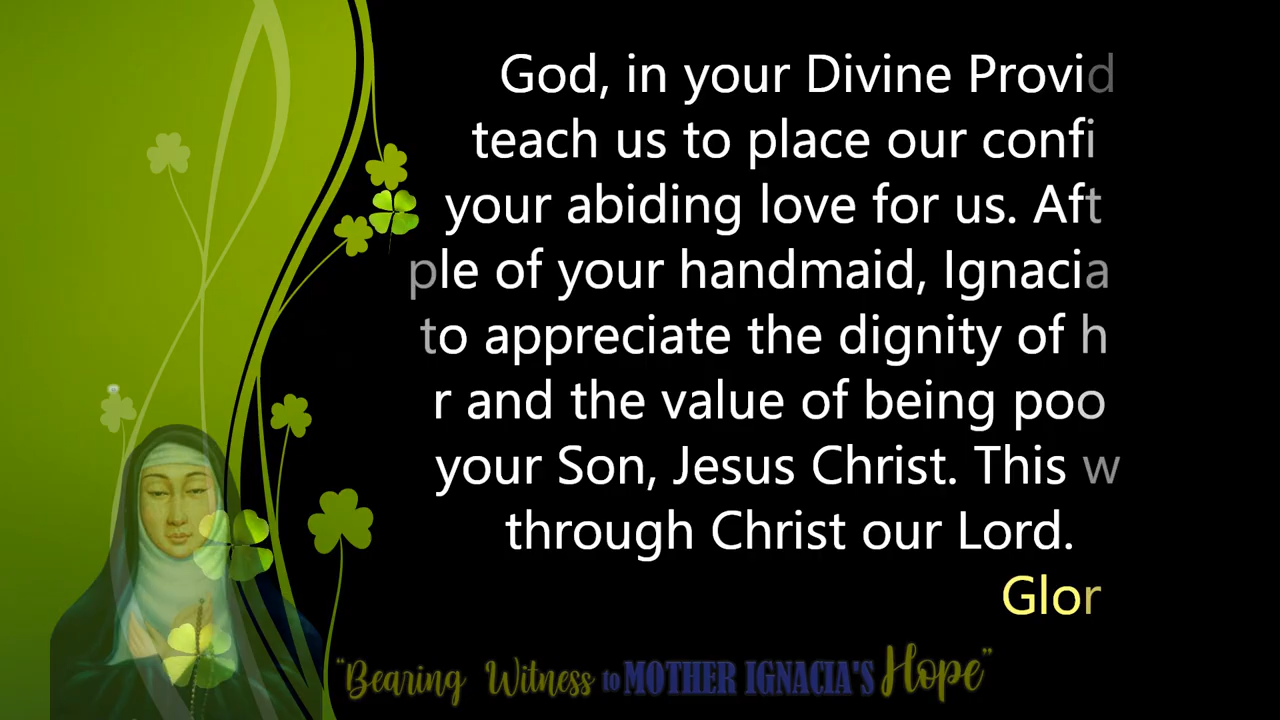 God, in your Divine Provid
teach us to place our confi
your abiding love for us. Aft
ple of your handmaid, Ignacia
to appreciate the dignity of h
r and the value of being poo
your Son, Jesus Christ. This w
through Christ our Lord.
Glor
"Bearing Witness to MOTHER IGNACIA'S Hope"